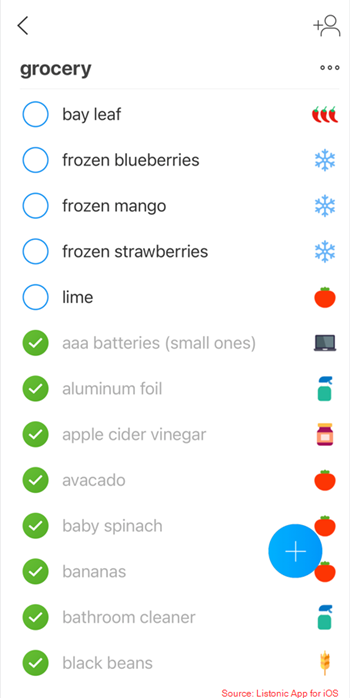 grocery
bay leaf
frozen blueberries
frozen mango
frozen strawberries
lime
aaa batteries (small ones)
aluminum foil
apple cider vinegar
avacado
baby spinach
bananas
bathroom cleaner
black beans
Source: Listonic App for iOS